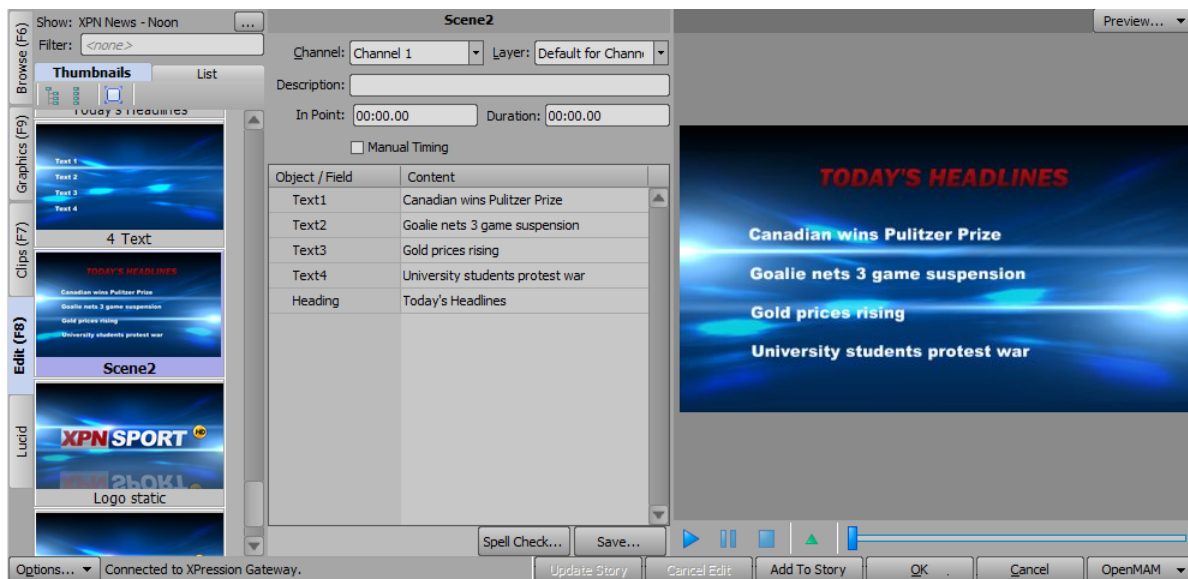 Show: XPN News - Noon ...
Filter: <none>
Thumbnails List
Browse (F6)
Graphics (F9)
Clips (F7)
Edit (F8)
Lucid
Today's Headlines
Text 1
Text 2
Text 3
Text 4
4 Text
TODAY'S HEADLINES
Canadian wins Pulitzer Prize
Goalie nets 3 game suspension
Gold prices rising
University students protest war
Scene2
XPN SPORT HD
Logo static
Scene2
Channel: Channel 1 Layer: Default for Chann
Description:
In Point: 00:00.00 Duration: 00:00.00
Manual Timing
Object / Field Content
Text1 Canadian wins Pulitzer Prize
Text2 Goalie nets 3 game suspension
Text3 Gold prices rising
Text4 University students protest war
Heading Today's Headlines
Spell Check... Save...
Preview...
TODAY'S HEADLINES
Canadian wins Pulitzer Prize
Goalie nets 3 game suspension
Gold prices rising
University students protest war
Options... Connected to XPression Gateway. Update Story Cancel Edit Add To Story OK Cancel OpenMAM